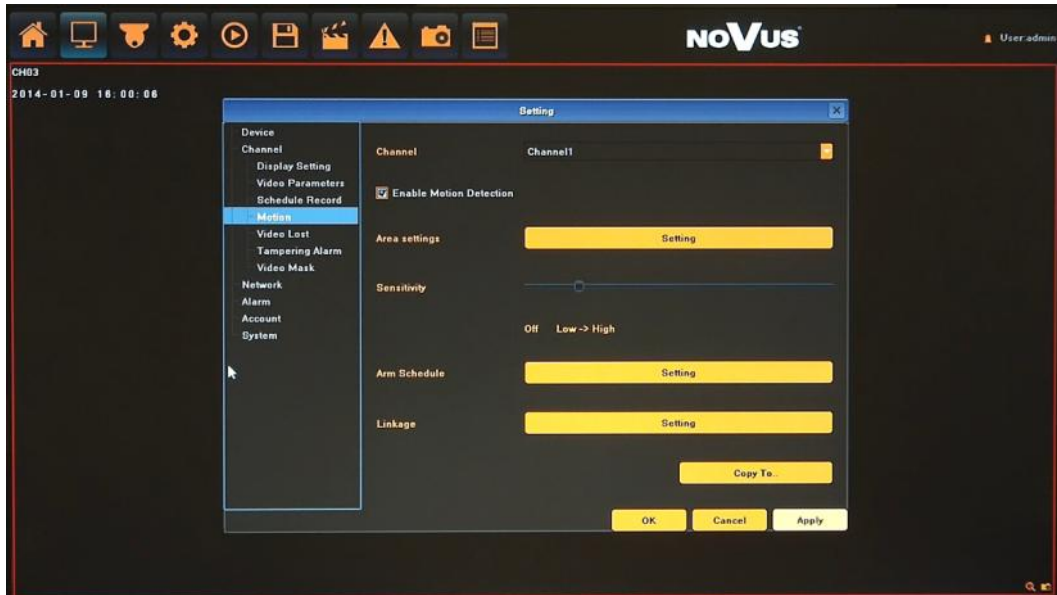 NOVUS
User:admin
CH03
2014-01-09 16:00:06
Setting
Device
Channel
Display Setting
Video Parameters
Schedule Record
Motion
Video Lost
Tampering Alarm
Video Mask
Network
Alarm
Account
System
Channel Channel1
Enable Motion Detection
Area settings Setting
Sensitivity
Off Low -> High
Arm Schedule Setting
Linkage Setting
Copy To..
OK Cancel Apply